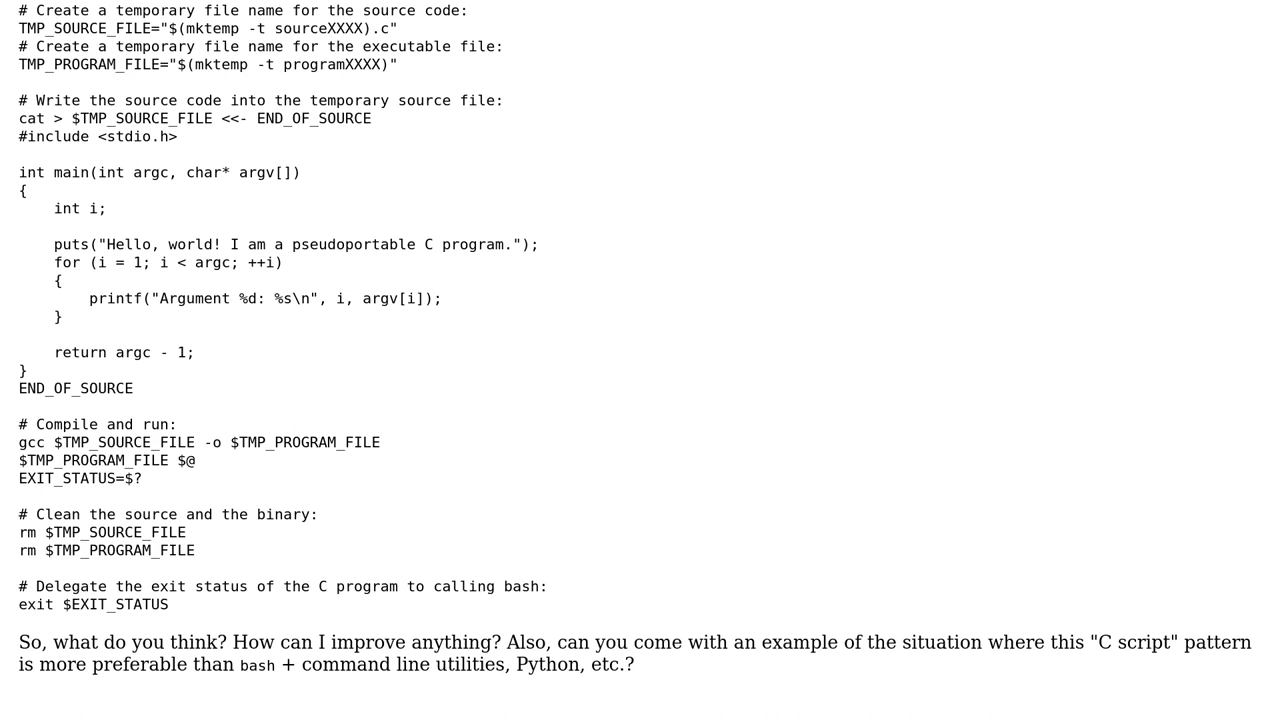 # Create a temporary file name for the source code:
TMP_SOURCE_FILE="$(mktemp -t sourceXXXX).c"
# Create a temporary file name for the executable file:
TMP_PROGRAM_FILE="$(mktemp -t programXXXX)"

# Write the source code into the temporary source file:
cat > $TMP_SOURCE_FILE <<- END_OF_SOURCE
#include <stdio.h>

int main(int argc, char* argv[])
{
    int i;

    puts("Hello, world! I am a pseudoportable C program.");
    for (i = 1; i < argc; ++i)
    {
        printf("Argument %d: %s\n", i, argv[i]);
    }

    return argc - 1;
}
END_OF_SOURCE

# Compile and run:
gcc $TMP_SOURCE_FILE -o $TMP_PROGRAM_FILE
$TMP_PROGRAM_FILE $@
EXIT_STATUS=$?

# Clean the source and the binary:
rm $TMP_SOURCE_FILE
rm $TMP_PROGRAM_FILE

# Delegate the exit status of the C program to calling bash:
exit $EXIT_STATUS

So, what do you think? How can I improve anything? Also, can you come with an example of the situation where this "C script" pattern
is more preferable than bash + command line utilities, Python, etc.?